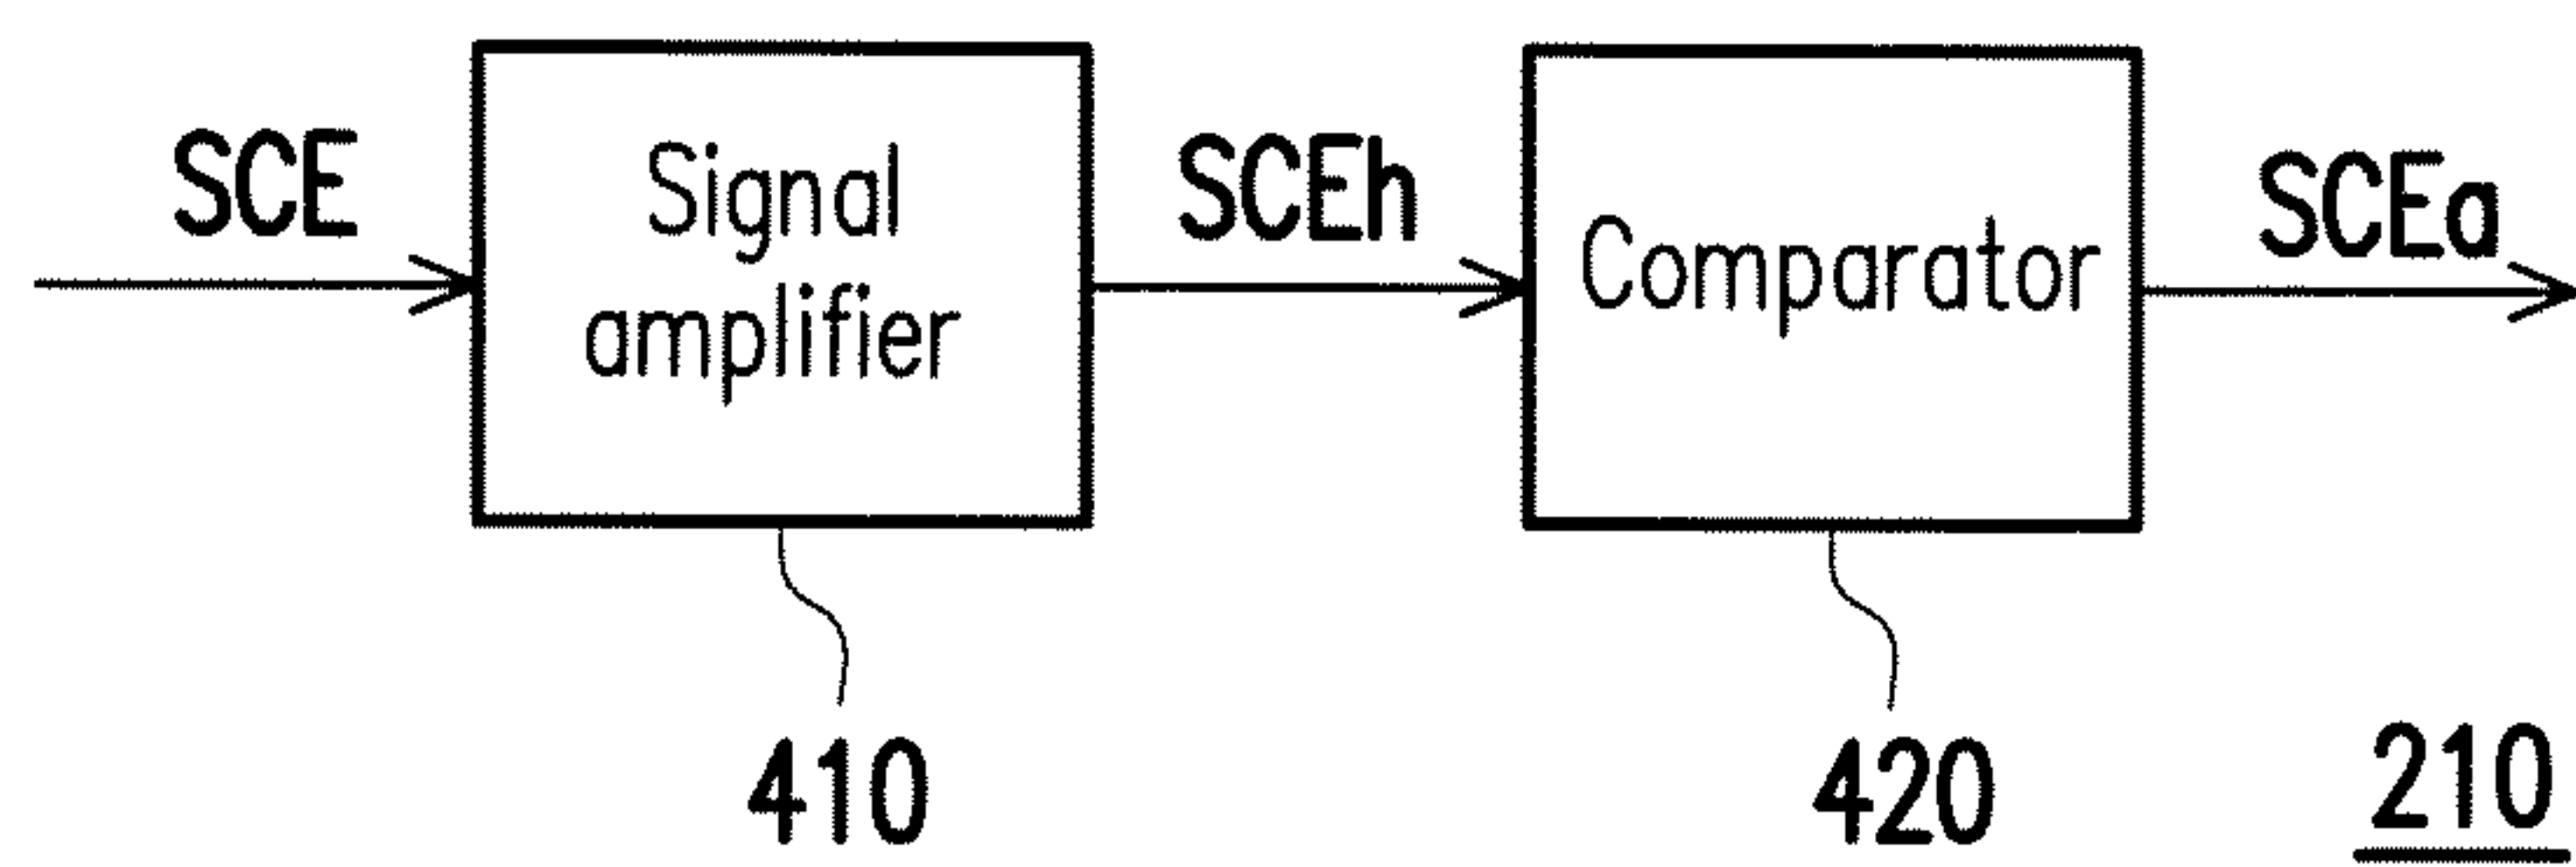 SCE
Signal
amplifier
SCEh
Comparator
SCEa
410
420
210